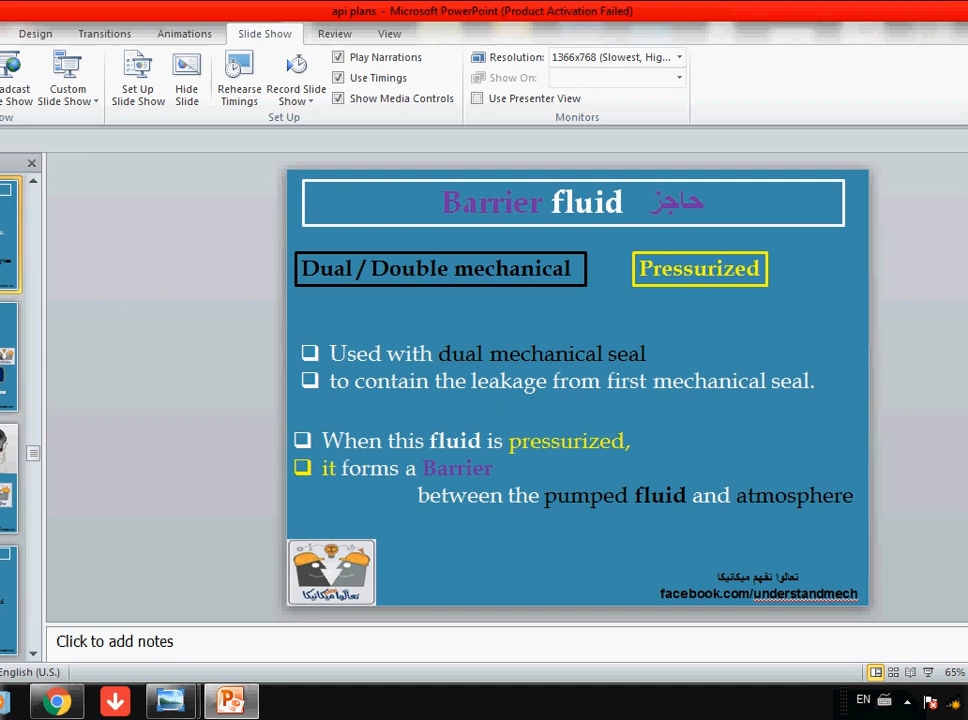 api plans - Microsoft PowerPoint (Product Activation Failed)
Design Transitions Animations Slide Show Review View
Custom Slide Show
Set Up Slide Show
Hide Slide
Rehearse Timings
Record Slide Show
Play Narrations
Use Timings
Show Media Controls
Set Up
Resolution: 1366x768 (Slowest, Hig...
Show On:
Use Presenter View
Monitors
Barrier fluid حاجز
Dual / Double mechanical
Pressurized
Used with dual mechanical seal
to contain the leakage from first mechanical seal.
When this fluid is pressurized,
it forms a Barrier
between the pumped fluid and atmosphere
تعالوا ميكانيكا
تعالوا نفهم ميكانيكا
facebook.com/understandmech
Click to add notes
English (U.S.)
65%
EN